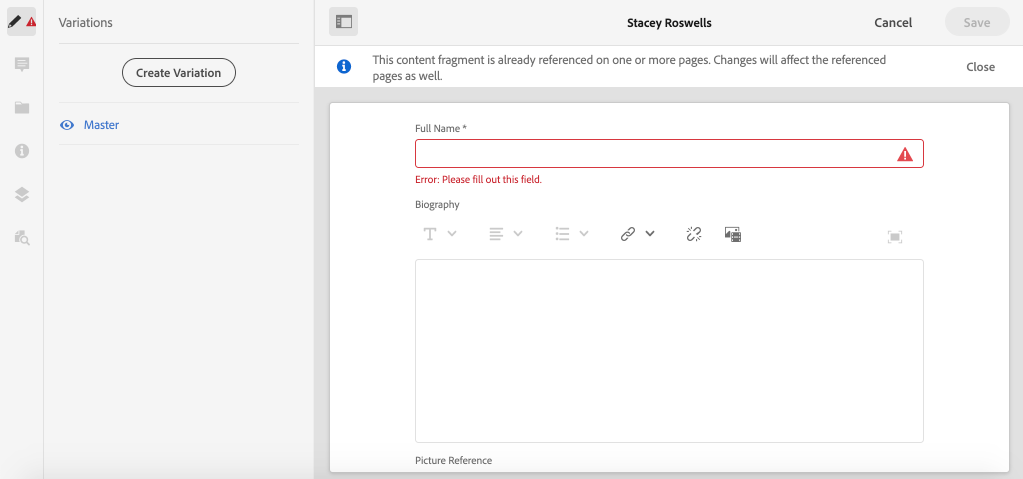 Variations
Create Variation
Master
Stacey Roswells
Cancel
Save
This content fragment is already referenced on one or more pages. Changes will affect the referenced
pages as well.
Close
Full Name *
Error: Please fill out this field.
Biography
T
Picture Reference